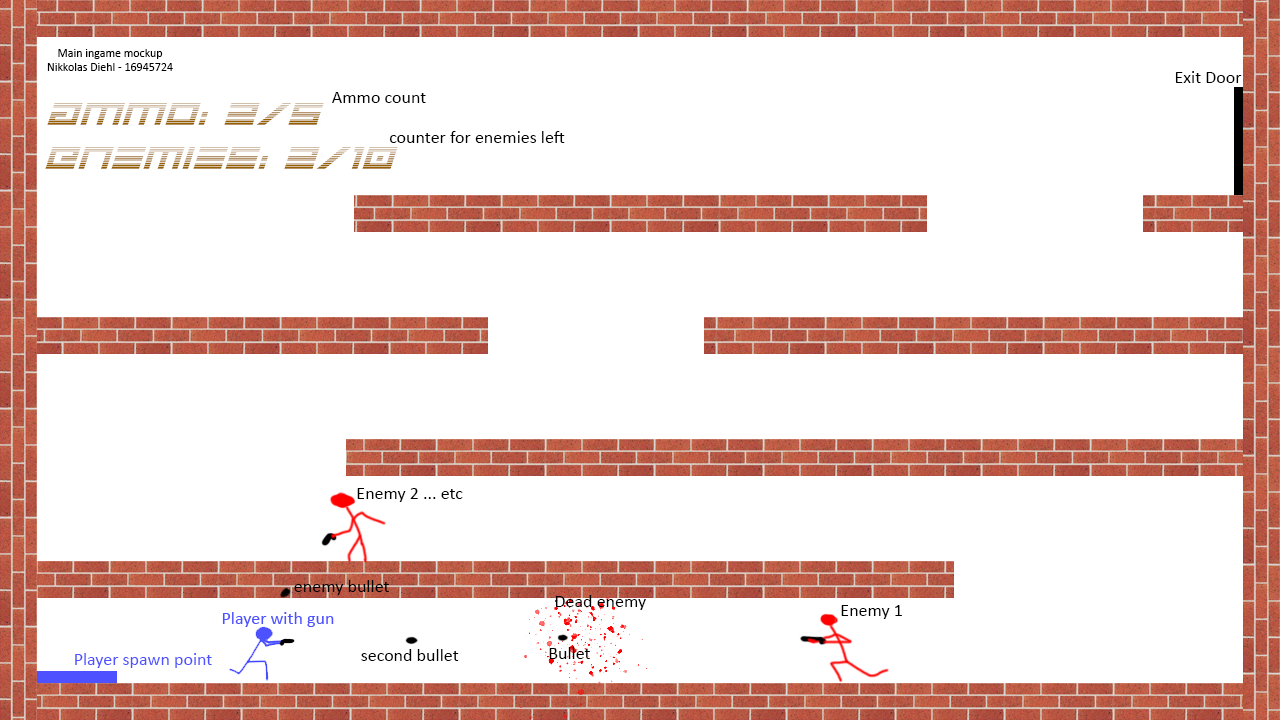 Main ingame mockup
Nikkolas Diehl - 16945724
Exit Door
Ammo count
AMMO: 2/5
counter for enemies left
ENEMIES: 2/10
Enemy 2 ... etc
enemy bullet
Dead enemy
Enemy 1
Player with gun
second bullet
Bullet
Player spawn point